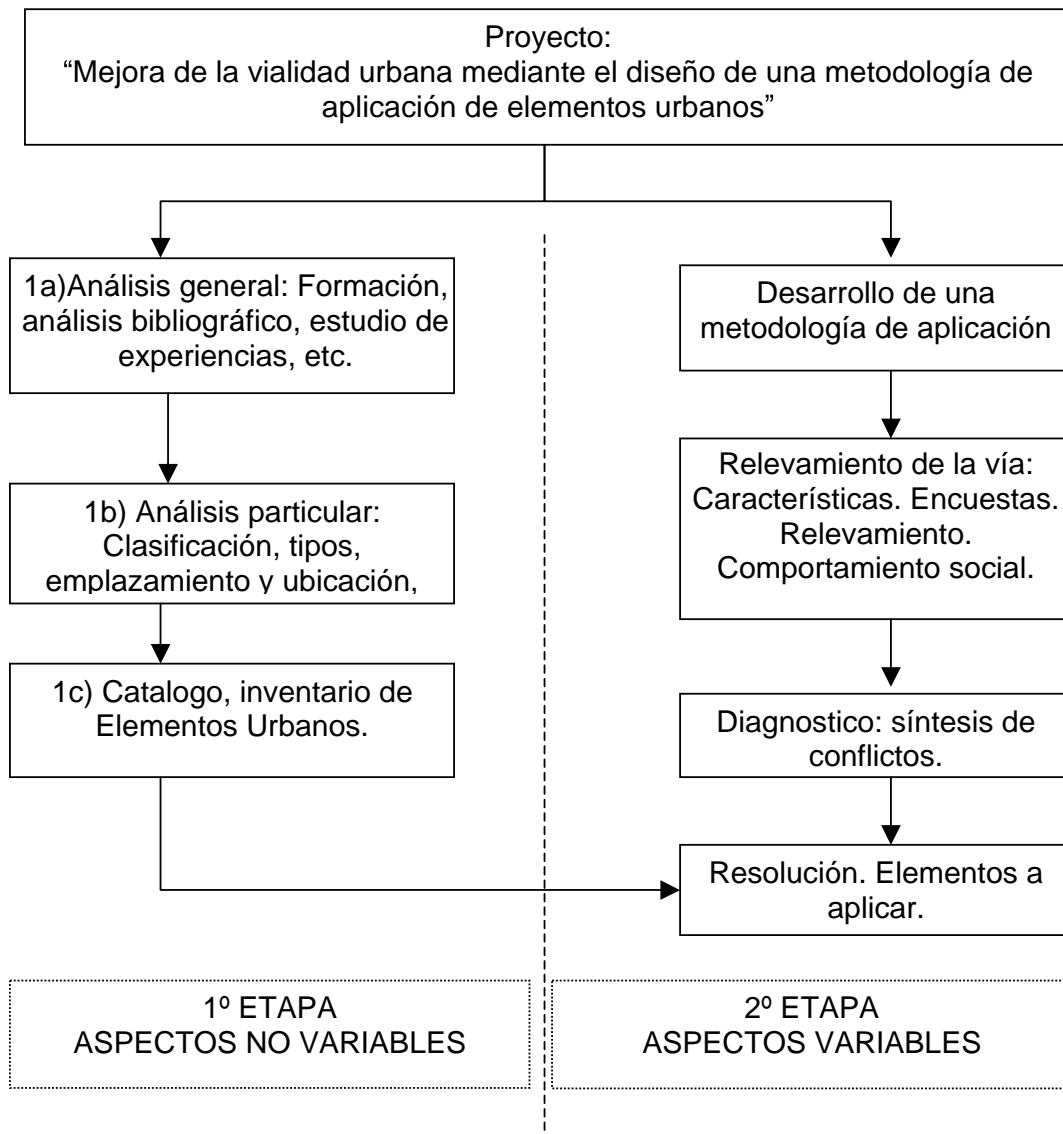 Proyecto:
“Mejora de la vialidad urbana mediante el diseño de una metodología de
aplicación de elementos urbanos”
1a)Análisis general: Formación,
análisis bibliográfico, estudio de
experiencias, etc.
1b) Análisis particular:
Clasificación, tipos,
emplazamiento y ubicación,
1c) Catalogo, inventario de
Elementos Urbanos.
Desarrollo de una
metodología de aplicación
Relevamiento de la vía:
Características. Encuestas.
Relevamiento.
Comportamiento social.
Diagnostico: síntesis de
conflictos.
Resolución. Elementos a
aplicar.
1º ETAPA
ASPECTOS NO VARIABLES
2º ETAPA
ASPECTOS VARIABLES